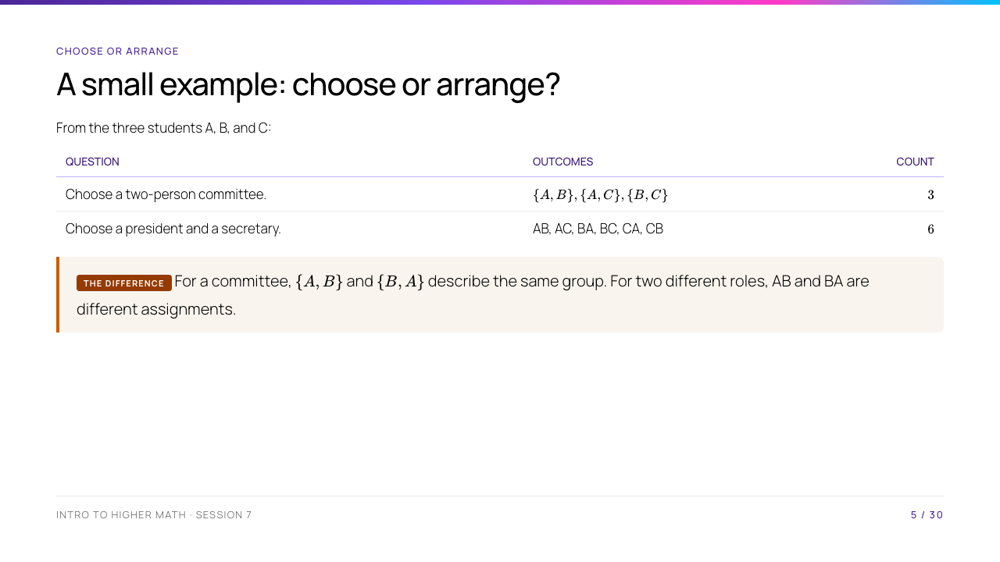 CHOOSE OR ARRANGE
A small example: choose or arrange?
From the three students A, B, and C:
QUESTION OUTCOMES COUNT
Choose a two-person committee. {A, B}, {A, C}, {B, C} 3
Choose a president and a secretary. AB, AC, BA, BC, CA, CB 6
THE DIFFERENCE For a committee, {A, B} and {B, A} describe the same group. For two different roles, AB and BA are
different assignments.
INTRO TO HIGHER MATH · SESSION 7 5 / 30